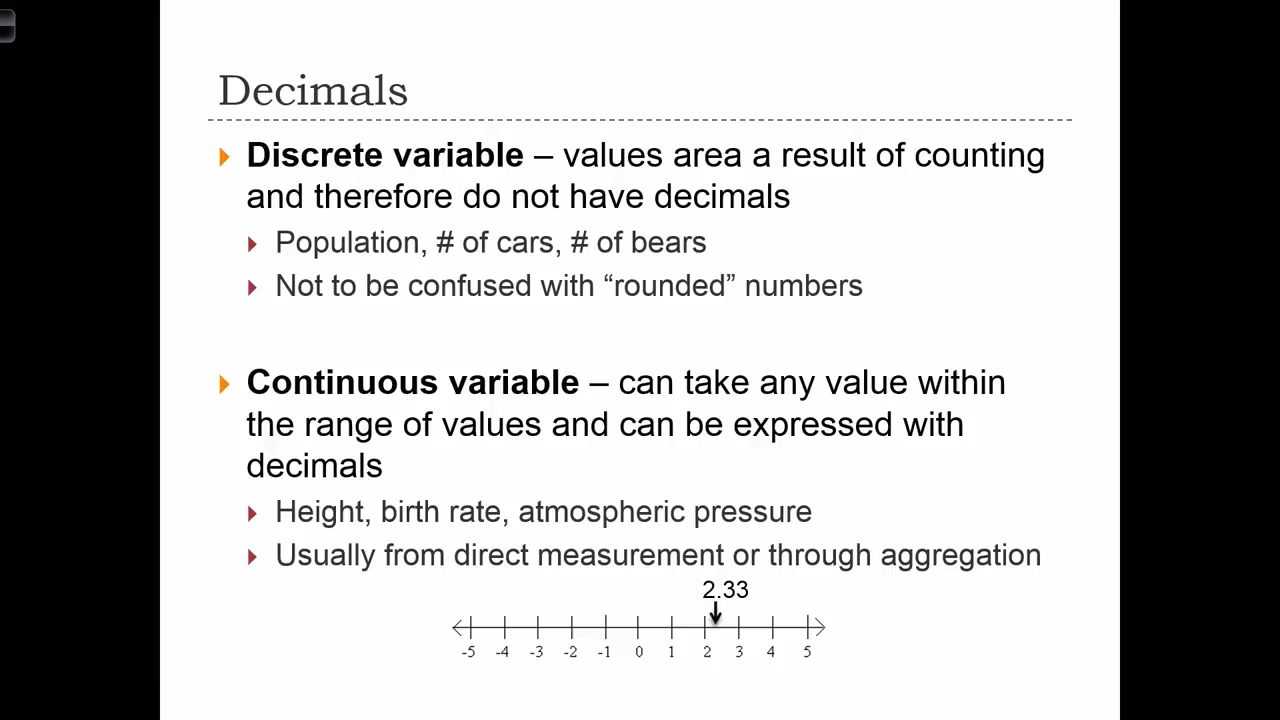 Decimals
Discrete variable – values area a result of counting
and therefore do not have decimals
Population, # of cars, # of bears
Not to be confused with “rounded” numbers
Continuous variable – can take any value within
the range of values and can be expressed with
decimals
Height, birth rate, atmospheric pressure
Usually from direct measurement or through aggregation
2.33
-5 -4 -3 -2 -1 0 1 2 3 4 5